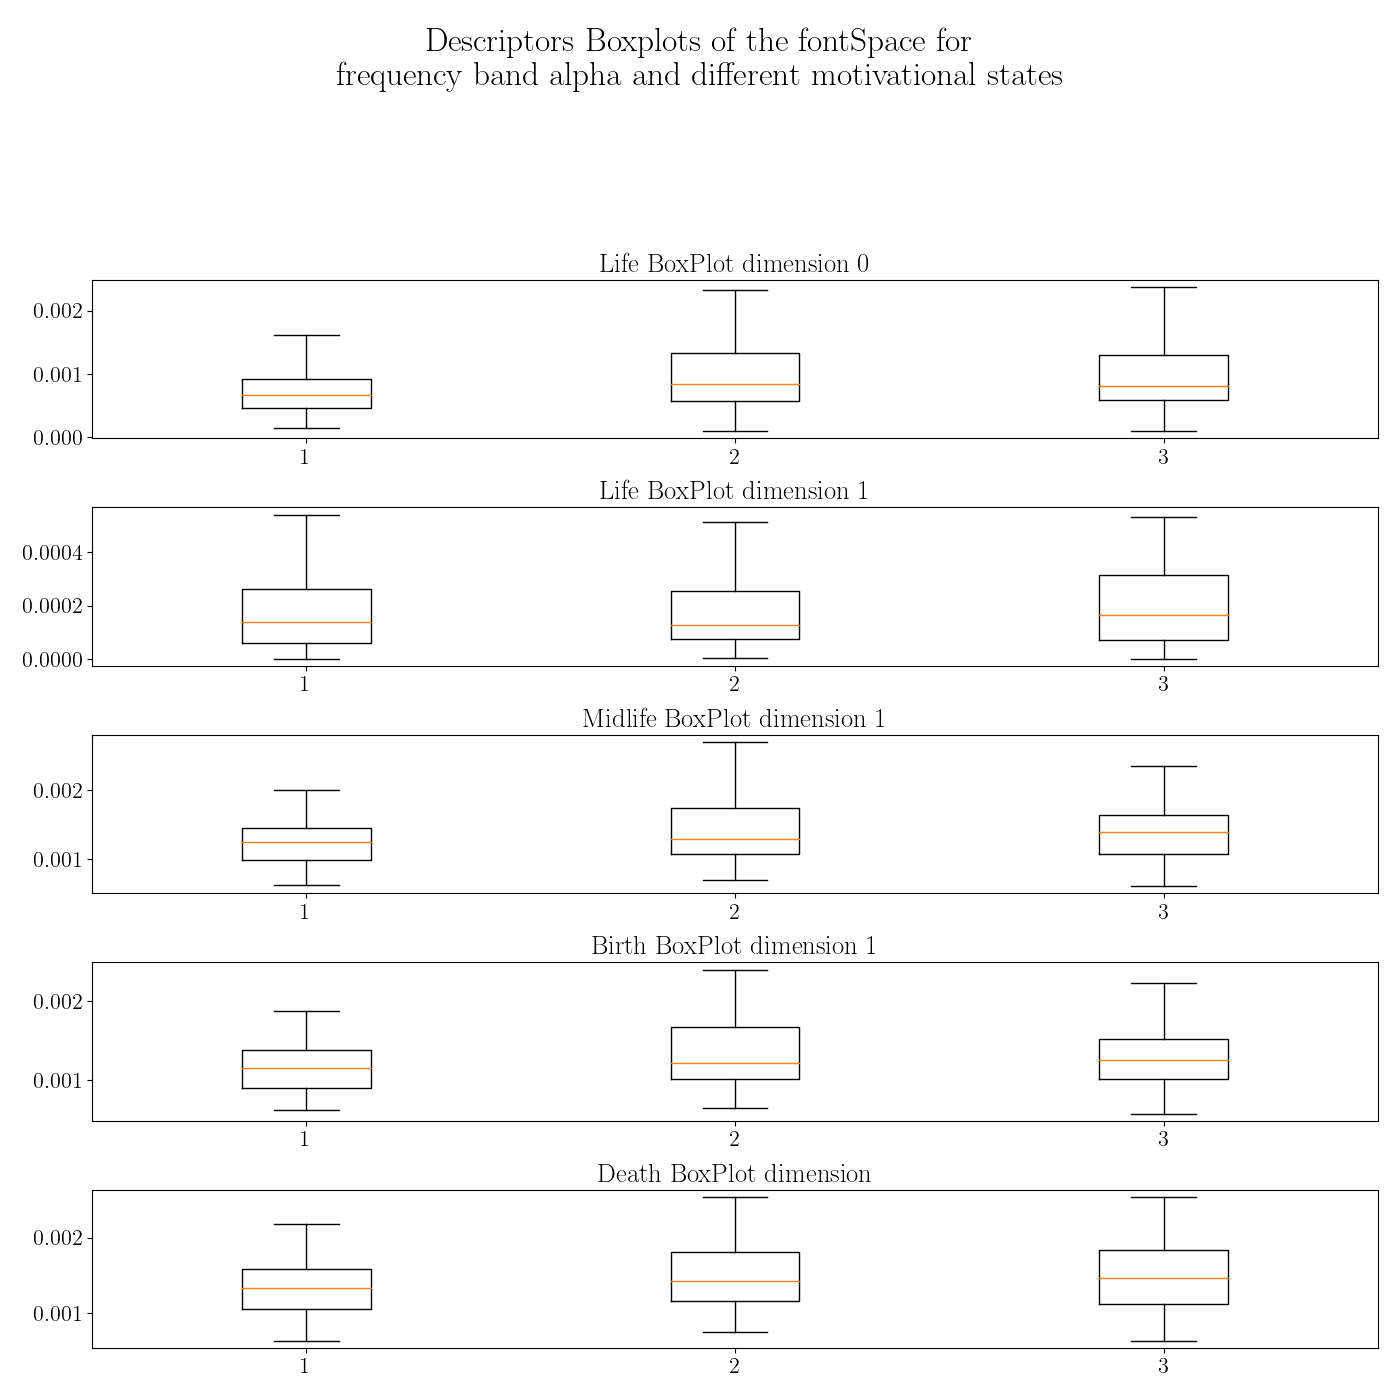 Descriptors Boxplots of the fontSpace for
frequency band alpha and different motivational states
Life BoxPlot dimension 0
0.002
0.001
0.000
1 2 3
Life BoxPlot dimension 1
0.0004
0.0002
0.0000
1 2 3
Midlife BoxPlot dimension 1
0.002
0.001
1 2 3
Birth BoxPlot dimension 1
0.002
0.001
1 2 3
Death BoxPlot dimension
0.002
0.001
1 2 3